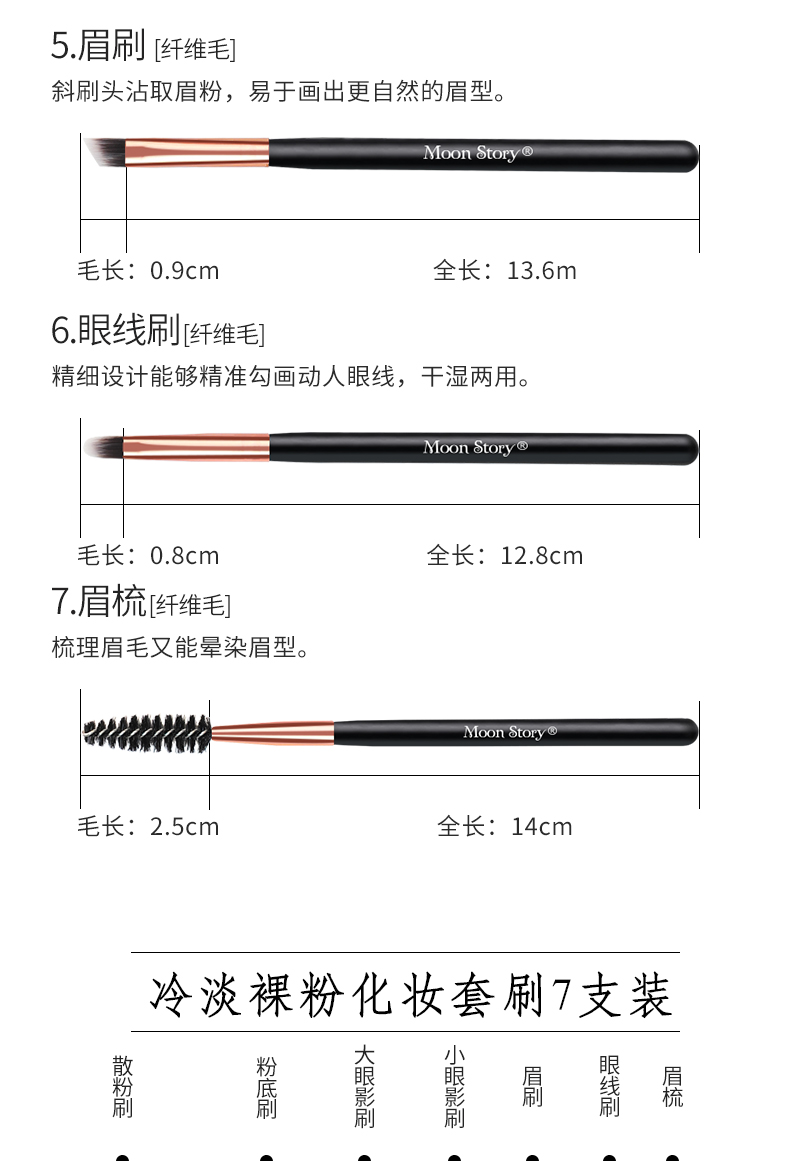 5.眉刷 [纤维毛]
斜刷头沾取眉粉，易于画出更自然的眉型。
Moon Story®
毛长：0.9cm
全长：13.6m
6.眼线刷[纤维毛]
精细设计能够精准勾画动人眼线，干湿两用。
Moon Story®
毛长：0.8cm
全长：12.8cm
7.眉梳[纤维毛]
梳理眉毛又能晕染眉型。
Moon Story®
毛长：2.5cm
全长：14cm
冷淡裸粉化妆套刷7支装
散粉刷
粉底刷
大眼影刷
小眼影刷
眉刷
眼线刷
眉梳